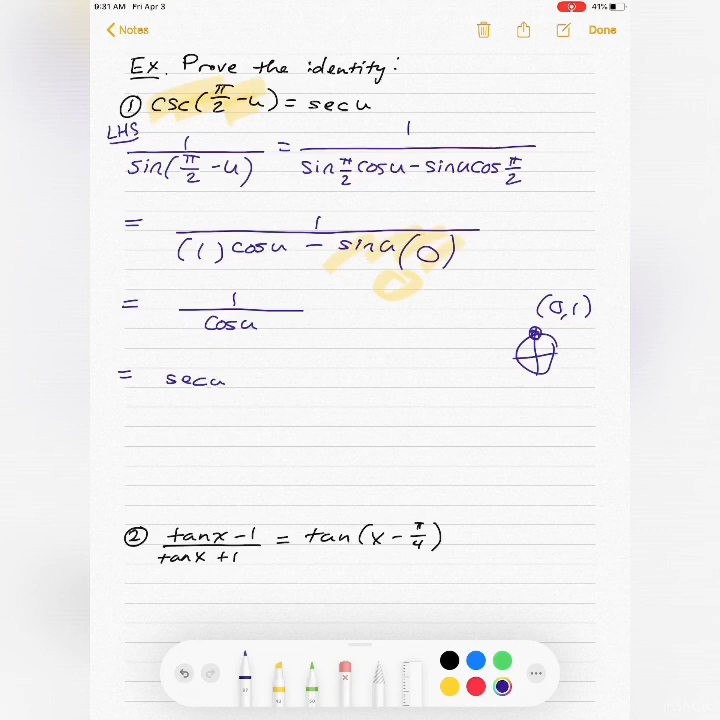 9:31 AM Fri Apr 3 41%
Notes Done
Ex. Prove the identity:
① csc(π/2 - u) = sec u
LHS
1/sin(π/2 - u) = 1/sin π/2 cos u - sin u cos π/2
= 1/(1) cos u - sin u (0)
0
= 1/cos u (0,1)
= sec u
② tan x - 1/tan x + 1 = tan(x - π/4)